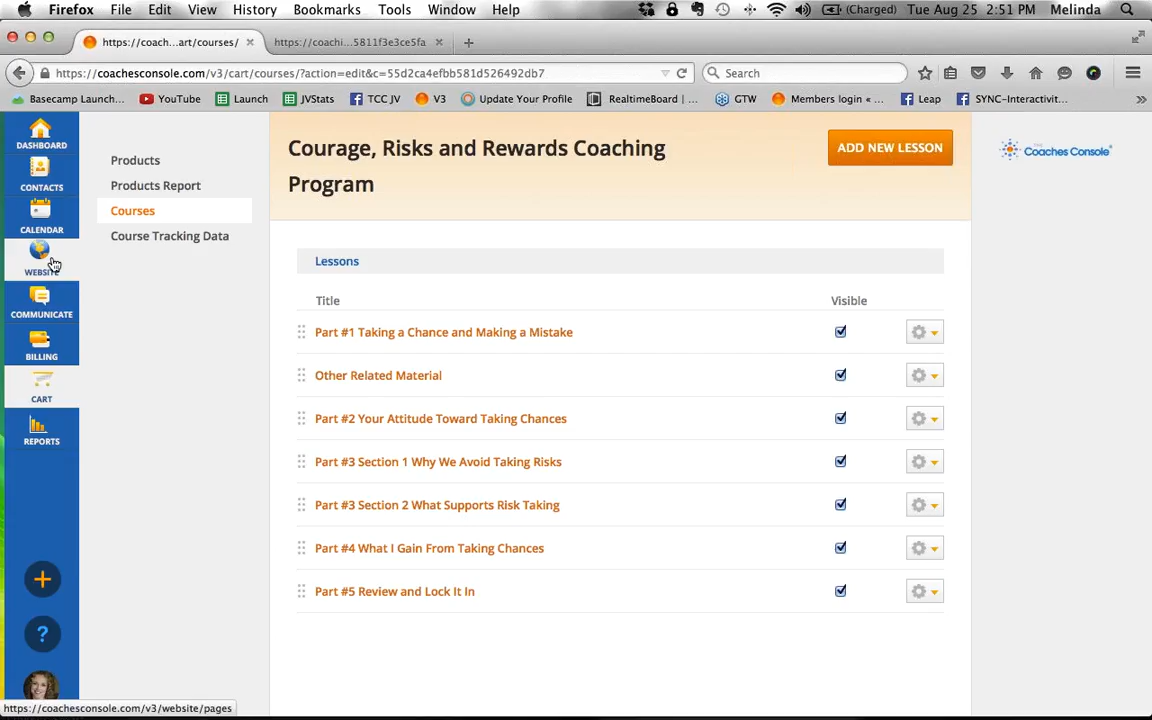 Firefox File Edit View History Bookmarks Tools Window Help (Charged) Tue Aug 25 2:51 PM Melinda
https://coach...art/courses/ https://coachi...5811f3e3ce5fa
https://coachesconsole.com/v3/cart/courses/?action=edit&c=55d2ca4efbb581d526492db7 Search
Basecamp Launch... YouTube Launch JVStats TCC JV V3 Update Your Profile RealtimeBoard | ... GTW Members login « ... Leap SYNC-Interactivit...
DASHBOARD
CONTACTS
CALENDAR
WEBSITE
COMMUNICATE
BILLING
CART
REPORTS
+
?
Products
Products Report
Courses
Course Tracking Data
Courage, Risks and Rewards Coaching
Program
ADD NEW LESSON
THE
Coaches Console
Lessons
Title Visible
Part #1 Taking a Chance and Making a Mistake
Other Related Material
Part #2 Your Attitude Toward Taking Chances
Part #3 Section 1 Why We Avoid Taking Risks
Part #3 Section 2 What Supports Risk Taking
Part #4 What I Gain From Taking Chances
Part #5 Review and Lock It In
https://coachesconsole.com/v3/website/pages